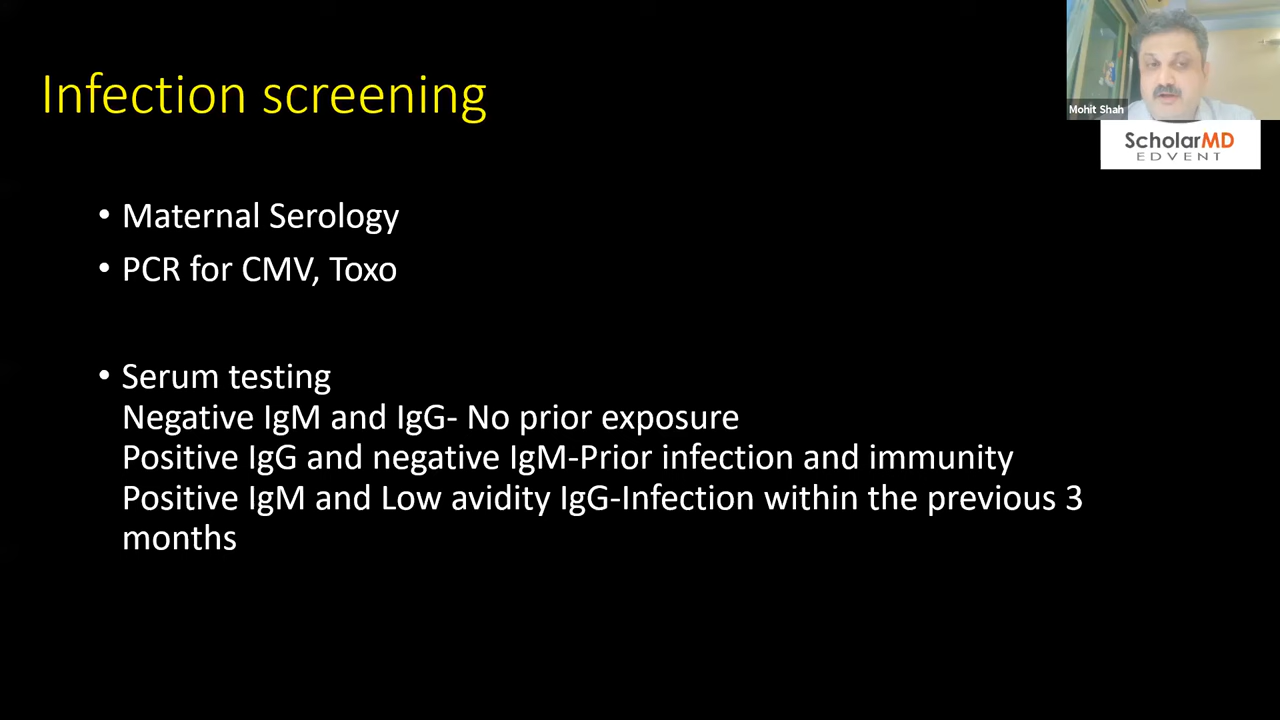 Infection screening
Mohit Shah
ScholarMD
EDVENT
• Maternal Serology
• PCR for CMV, Toxo
• Serum testing
Negative IgM and IgG- No prior exposure
Positive IgG and negative IgM-Prior infection and immunity
Positive IgM and Low avidity IgG-Infection within the previous 3
months